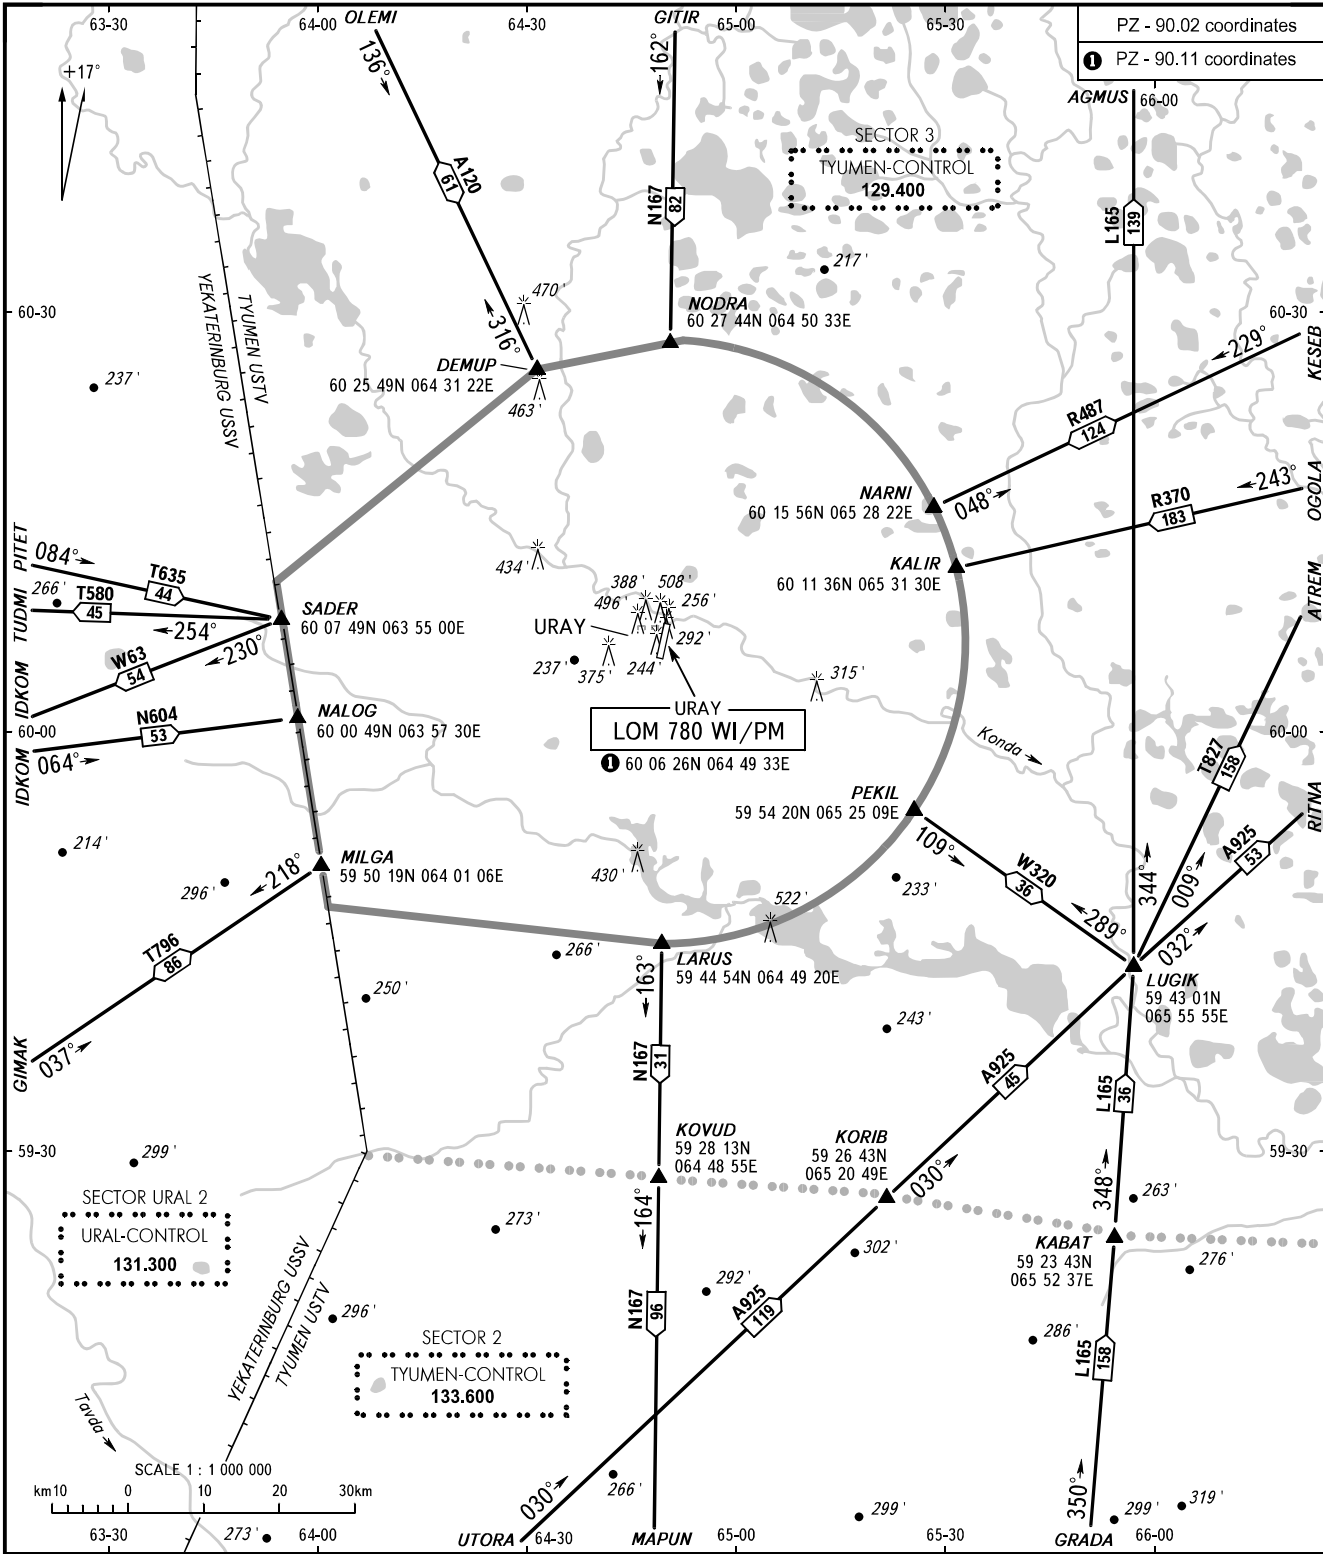 63-30
64-00
OLEMI
64-30
GITIR
65-00
65-30
PZ - 90.02 coordinates
1 PZ - 90.11 coordinates
+17°
136°
162°
AGMUS
66-00
SECTOR 3
TYUMEN-CONTROL
129.400
A120
61
N167
82
L165
139
217'
470'
TYUMEN USTV
YEKATERINBURG USSV
60-30
NODRA
60 27 44N 064 50 33E
60-30
316°
229°
KESEB
DEMUP
60 25 49N 064 31 22E
463'
237'
R487
124
NARNI
60 15 56N 065 28 22E
048°
243°
OGOLA
R370
183
PITET
084°
434'
KALIR
60 11 36N 065 31 30E
T635
44
266'
T580
45
TUDMI
388'
508'
496'
256'
ATREM
SADER
60 07 49N 063 55 00E
254°
230°
URAY
292'
W63
54
IDKOM
237'
375'
244'
315'
N604
53
NALOG
60 00 49N 063 57 30E
URAY
LOM 780 WI/PM
1 60 06 26N 064 49 33E
60-00
60-00
Konda
064°
IDKOM
T827
158
PEKIL
59 54 20N 065 25 09E
RITNA
109°
214'
MILGA
59 50 19N 064 01 06E
218°
296'
430'
W320
36
A925
53
233'
344°
009°
522'
289°
032°
T796
86
266'
LARUS
59 44 54N 064 49 20E
163°
LUGIK
59 43 01N
065 55 55E
250'
243'
GIMAK
037°
N167
31
A925
45
L165
36
KOVUD
59 28 13N
064 48 55E
KORIB
59 26 43N
065 20 49E
59-30
59-30
299'
030°
348°
263'
SECTOR URAL 2
URAL-CONTROL
131.300
164°
273'
302'
KABAT
59 23 43N
065 52 37E
276'
YEKATERINBURG USSV
TYUMEN USTV
296'
292'
N167
96
A925
119
286'
L165
158
SECTOR 2
TYUMEN-CONTROL
133.600
Tavda
SCALE 1 : 1 000 000
km10 0 10 20 30km
266'
030°
350°
299'
299'
319'
63-30
273'
64-00
UTORA
64-30
MAPUN
65-00
65-30
GRADA
66-00